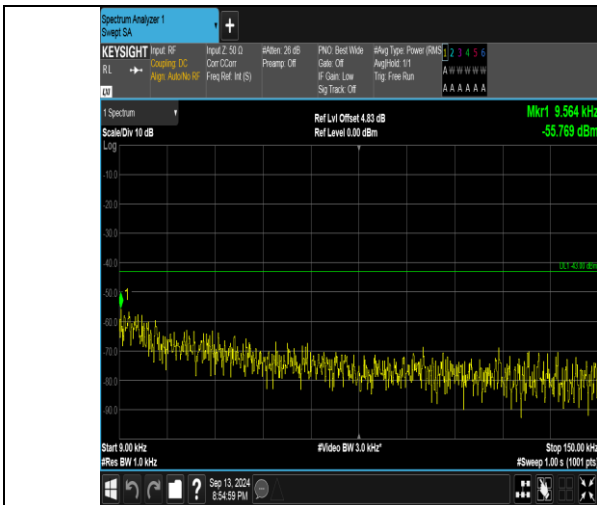 Spectrum Analyzer 1
Swept SA
+
KEYSIGHT
RL
Input: RF
Coupling: DC
Align: Auto/No RF
Input Z: 50 Ω
Corr CCorr
Freq Ref: Int (S)
#Atten: 26 dB
Preamp: Off
PNO: Best Wide
Gate: Off
IF Gain: Low
Sig Track: Off
#Avg Type: Power (RMS
Avg|Hold: 1/1
Trig: Free Run
1 2 3 4 5 6
A W W W W W
A A A A A A
1 Spectrum
Scale/Div 10 dB
Ref Lvl Offset 4.83 dB
Ref Level 0.00 dBm
Mkr1 9.564 kHz
-55.769 dBm
Log
-10.0
-20.0
-30.0
-40.0
DL1 -43.00 dBm
1
-50.0
-60.0
-70.0
-80.0
-90.0
Start 9.00 kHz
#Res BW 1.0 kHz
#Video BW 3.0 kHz*
Stop 150.00 kHz
#Sweep 1.00 s (1001 pts)
?
Sep 13, 2024
8:54:59 PM